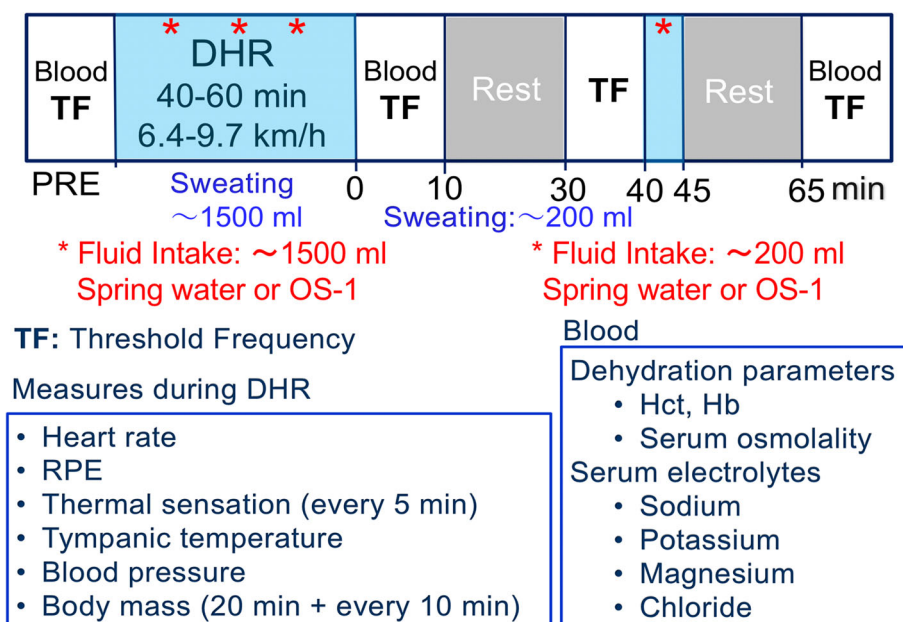 * * * *
Blood TF
DHR
40-60 min
6.4-9.7 km/h
Blood TF
Rest
TF
Rest
Blood TF
PRE
0 10 30 40 45 65 min
Sweating
~1500 ml
Sweating:~200 ml
* Fluid Intake: ~1500 ml
Spring water or OS-1
* Fluid Intake: ~200 ml
Spring water or OS-1
TF: Threshold Frequency
Measures during DHR
• Heart rate
• RPE
• Thermal sensation (every 5 min)
• Tympanic temperature
• Blood pressure
• Body mass (20 min + every 10 min)
Blood
Dehydration parameters
• Hct, Hb
• Serum osmolality
Serum electrolytes
• Sodium
• Potassium
• Magnesium
• Chloride